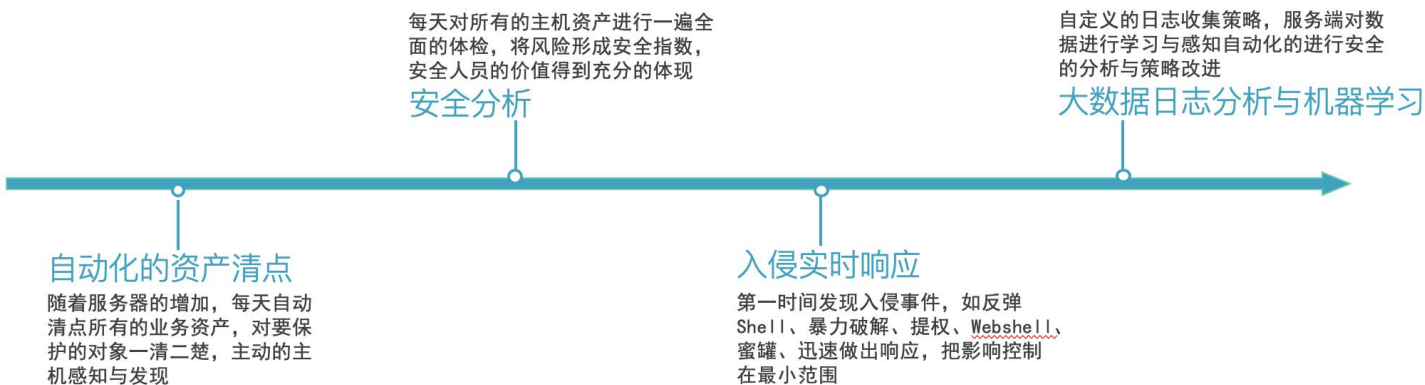 每天对所有的主机资产进行一遍全
面的体检，将风险形成安全指数，
安全人员的价值得到充分的体现
安全分析
自定义的日志收集策略，服务端对数
据进行学习与感知自动化的进行安全
的分析与策略改进
大数据日志分析与机器学习
自动化的资产清点
随着服务器的增加，每天自动
清点所有的业务资产，对要保
护的对象一清二楚，主动的主
机感知与发现
入侵实时响应
第一时间发现入侵事件，如反弹
Shell、暴力破解、提权、Webshell、
蜜罐、迅速做出响应，把影响控制
在最小范围